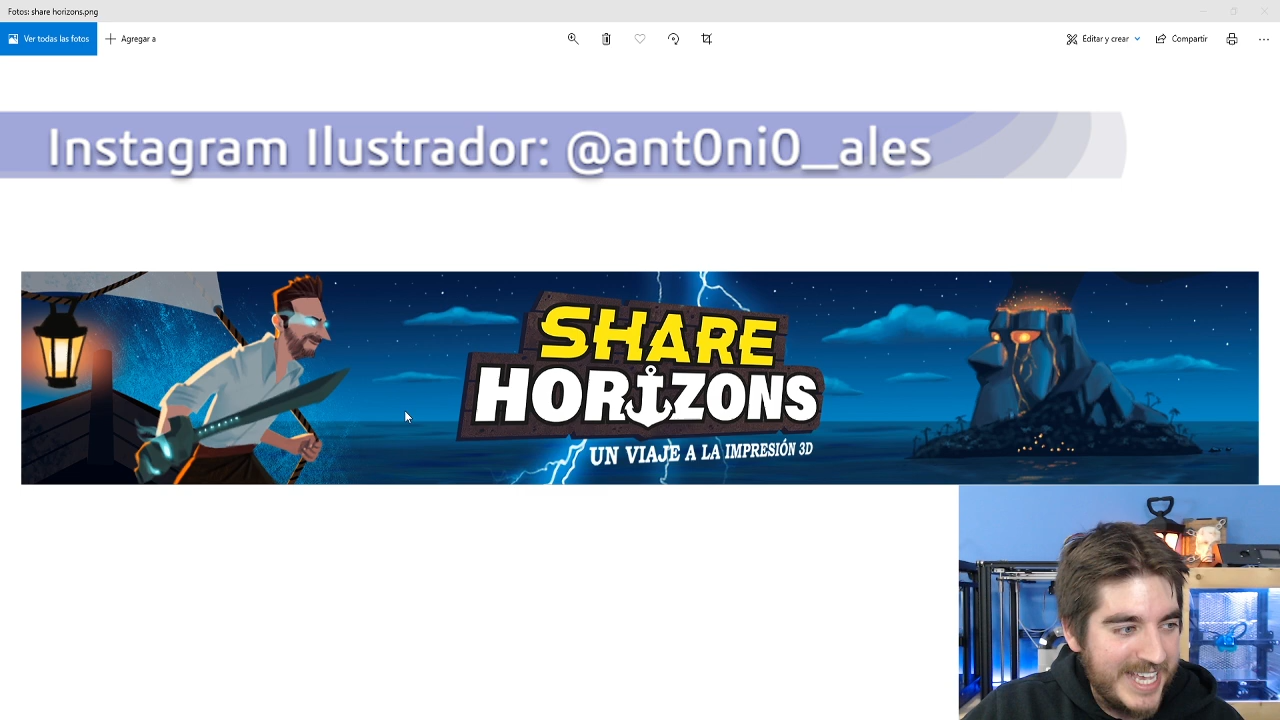 Fotos: share horizons.png
Ver todas las fotos
Agregar a
Editar y crear
Compartir
Instagram Ilustrador: @ant0ni0_ales
SHARE
HORIZONS
UN VIAJE A LA IMPRESIÓN 3D